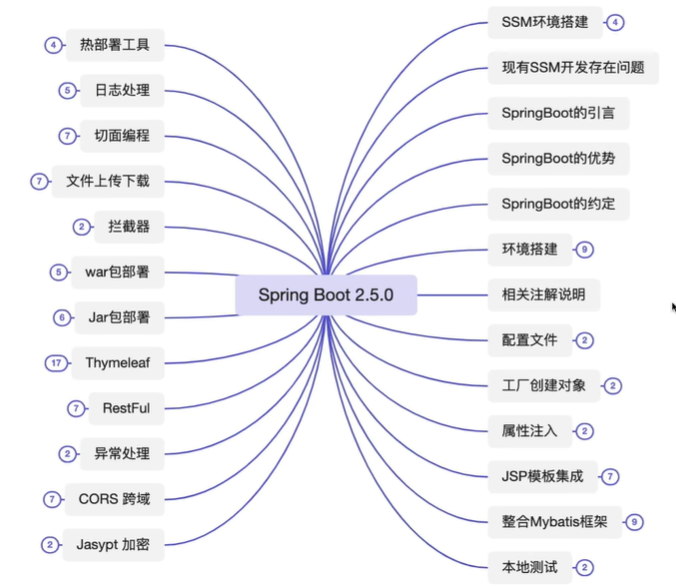 Spring Boot 2.5.0
SSM环境搭建 4
现有SSM开发存在问题
SpringBoot的引言
SpringBoot的优势
SpringBoot的约定
环境搭建 9
相关注解说明
配置文件 2
工厂创建对象 2
属性注入 2
JSP模板集成 7
整合Mybatis框架 9
本地测试 2
4 热部署工具
5 日志处理
7 切面编程
7 文件上传下载
2 拦截器
5 war包部署
6 Jar包部署
17 Thymeleaf
7 RestFul
2 异常处理
7 CORS 跨域
2 Jasypt 加密